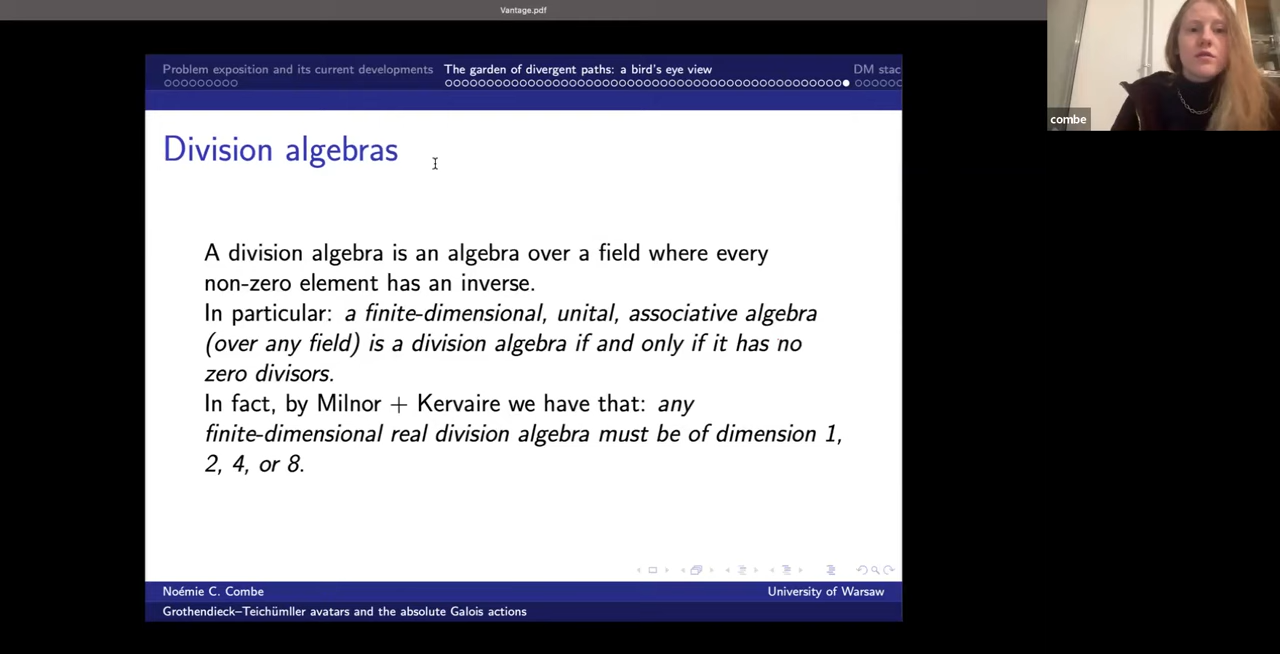 Vantage.pdf
Problem exposition and its current developments
The garden of divergent paths: a bird's eye view
DM stac
combe
Division algebras
A division algebra is an algebra over a field where every
non-zero element has an inverse.
In particular: a finite-dimensional, unital, associative algebra
(over any field) is a division algebra if and only if it has no
zero divisors.
In fact, by Milnor + Kervaire we have that: any
finite-dimensional real division algebra must be of dimension 1,
2, 4, or 8.
Noémie C. Combe
University of Warsaw
Grothendieck–Teichümller avatars and the absolute Galois actions